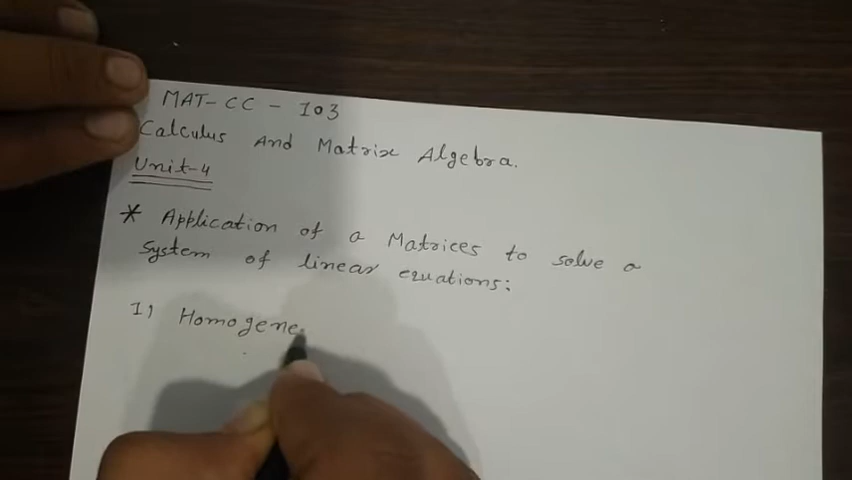 MAT-CC-103
Calculus And Matrix Algebra.
Unit-4
* Application of a Matrices to solve a
system of linear equations:
1) Homogene